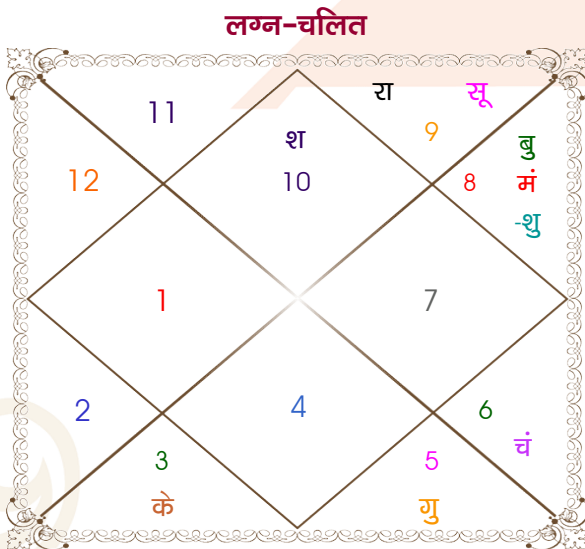 लग्न-चलित
रा सू
11 9
श बु
12 10 8 मं
-शु
1 7
2 4 6
3 5 चं
के गु